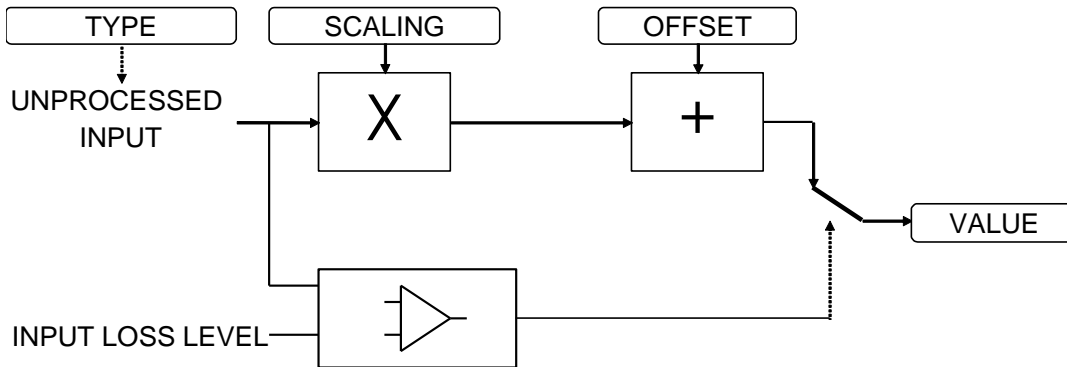 TYPE
SCALING
OFFSET
UNPROCESSED
INPUT
X
+
VALUE
INPUT LOSS LEVEL